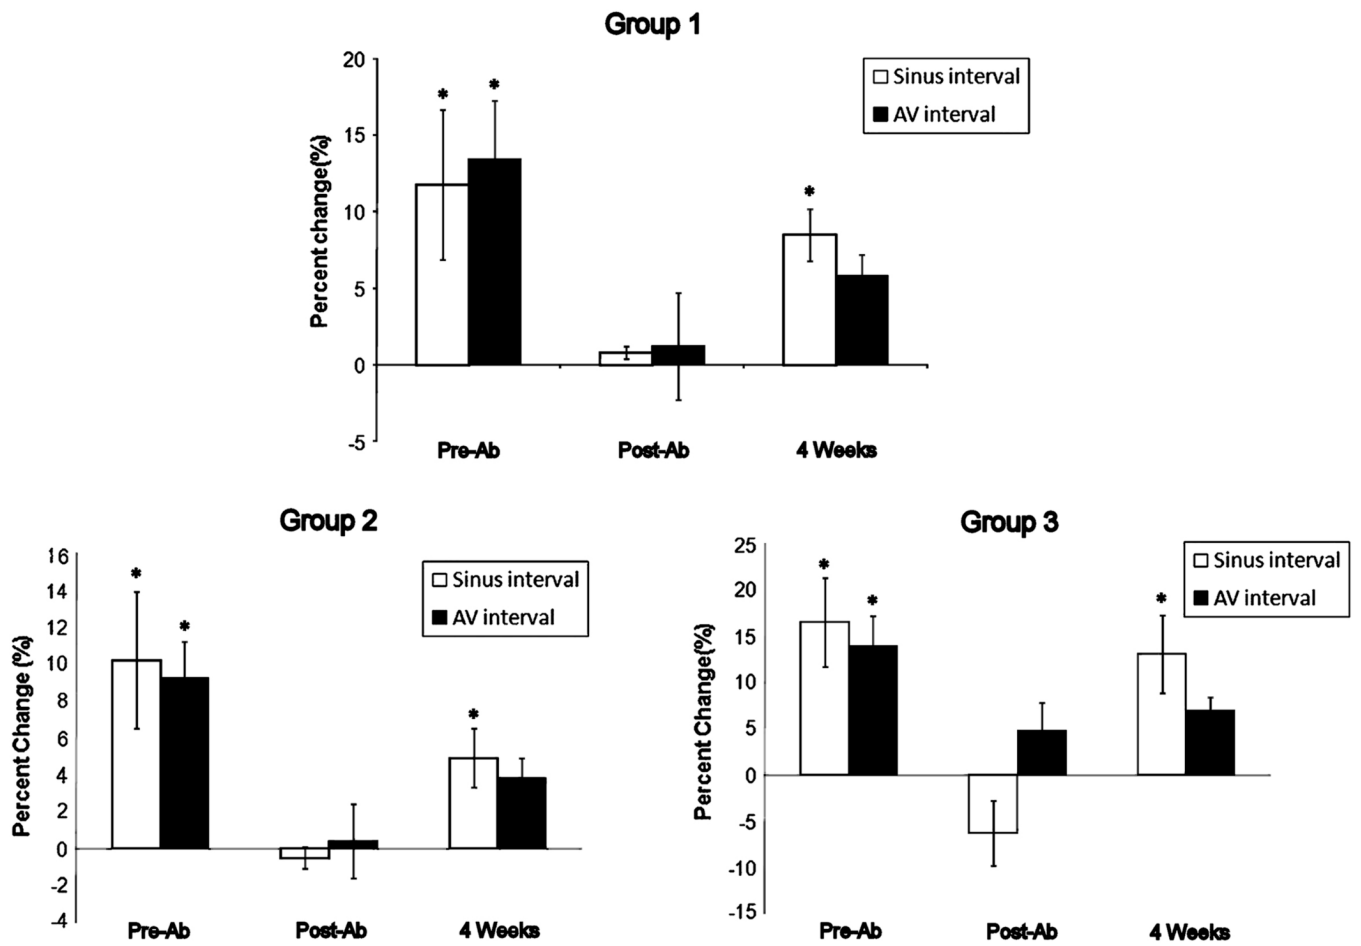 Group 1
Percent change(%)
20
15
10
5
0
-5
* * *
Sinus interval
AV interval
Pre-Ab Post-Ab 4 Weeks
Group 2
Percent Change (%)
16
14
12
10
8
6
4
2
0
-2
-4
* * *
Sinus interval
AV interval
Pre-Ab Post-Ab 4 Weeks
Group 3
Percent Change(%)
25
20
15
10
5
0
-5
-10
-15
* * *
Sinus interval
AV interval
Pre-Ab Post-Ab 4 Weeks